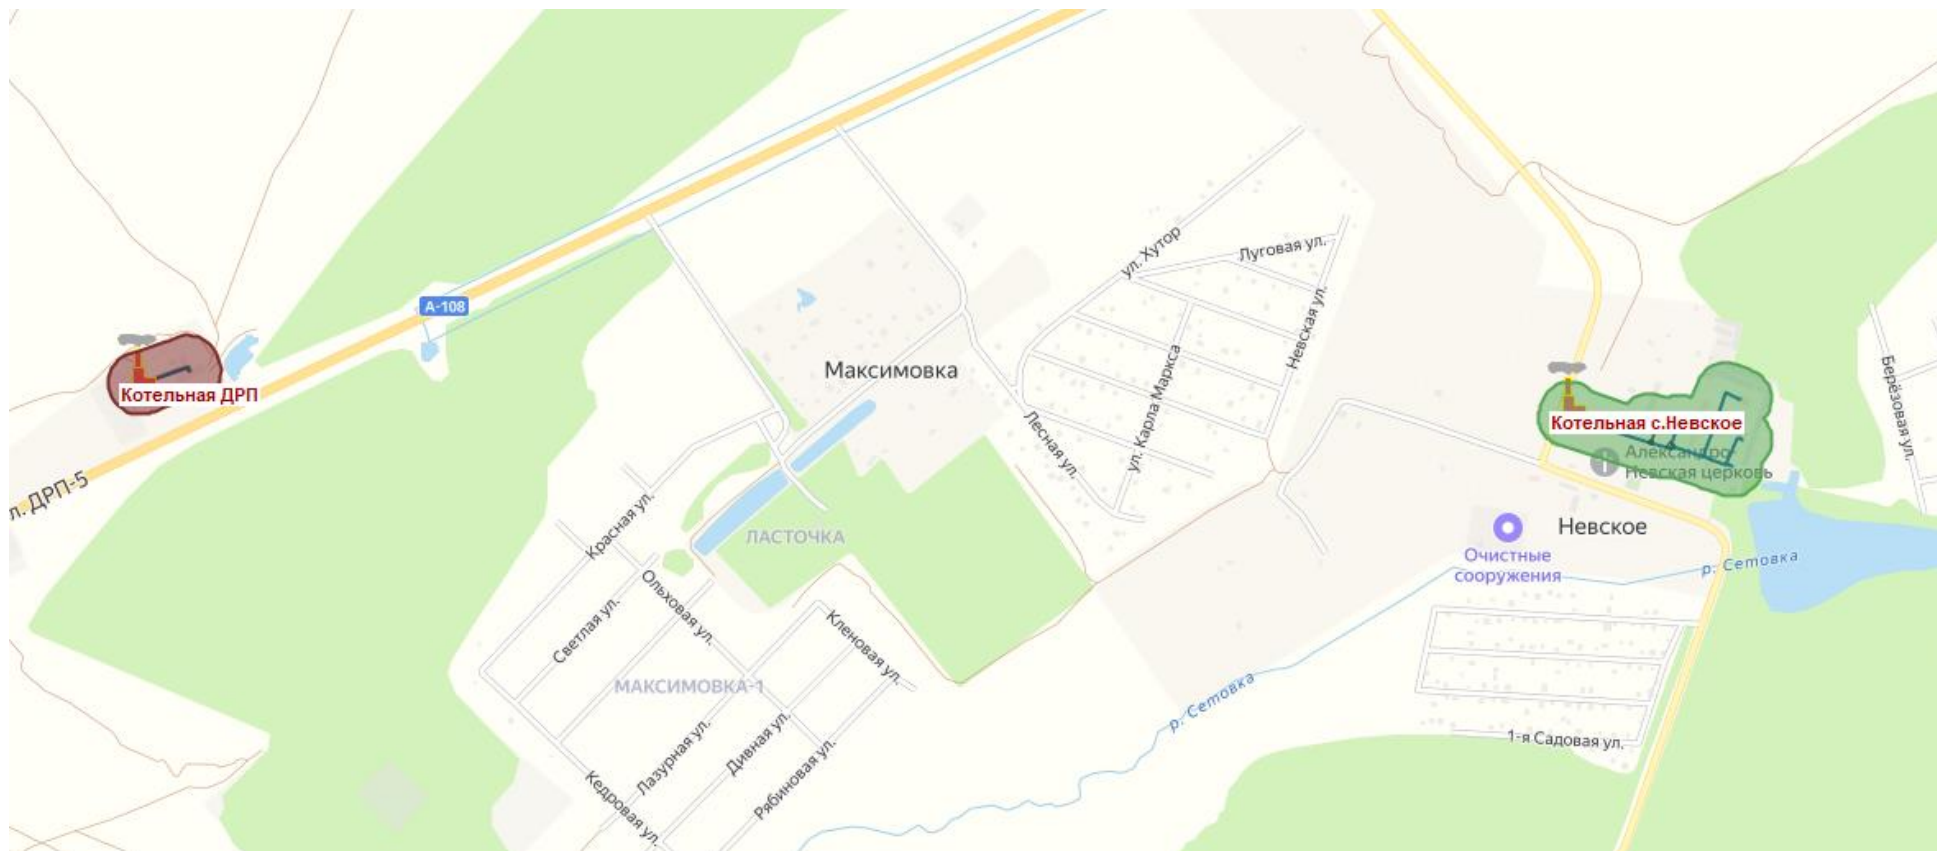 А-108
Котельная ДРП
л. ДРП-5
Максимовка
ул. Хутор
Луговая ул.
Невская ул.
ул. Карла Маркса
Лесная ул.
Котельная с.Невское
Александро-
Невская церковь
Берёзовая ул.
Невское
Очистные
сооружения
р. Сетовка
р. Сетовка
1-я Садовая ул.
ЛАСТОЧКА
Красная ул.
Ольховая ул.
Светлая ул.
Кленовая ул.
МАКСИМОВКА-1
Лазурная ул.
Дивная ул.
Рябиновая ул.
Кедровая ул.